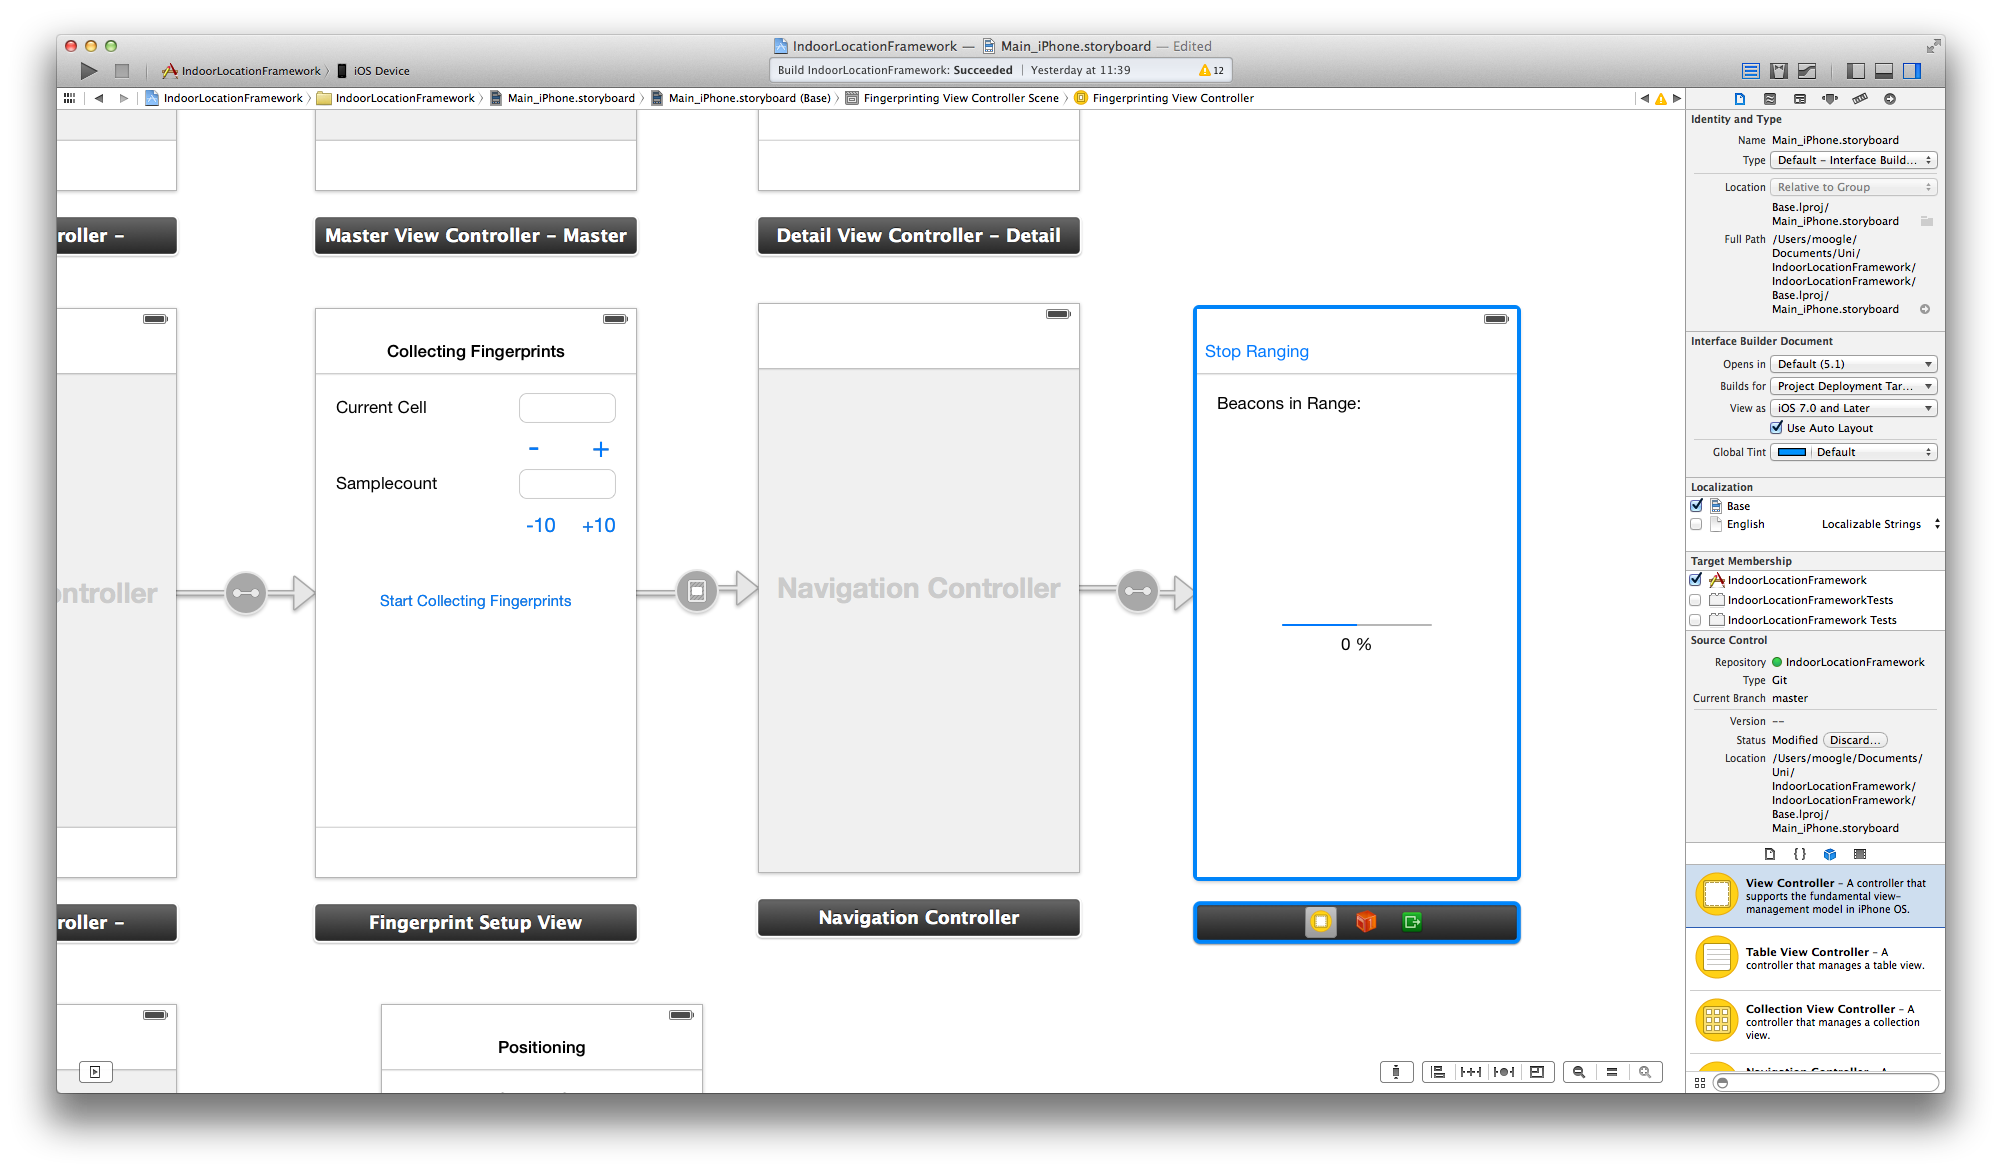 IndoorLocationFramework — Main_iPhone.storyboard — Edited
IndoorLocationFramework iOS Device
Build IndoorLocationFramework: Succeeded | Yesterday at 11:39 12
IndoorLocationFramework IndoorLocationFramework Main_iPhone.storyboard Main_iPhone.storyboard (Base) Fingerprinting View Controller Scene Fingerprinting View Controller
roller –
Master View Controller – Master
Detail View Controller – Detail
Collecting Fingerprints
Current Cell
- +
Samplecount
-10 +10
Start Collecting Fingerprints
ontroller
Navigation Controller
Stop Ranging
Beacons in Range:
0 %
roller –
Fingerprint Setup View
Navigation Controller
Positioning
Identity and Type
Name Main_iPhone.storyboard
Type Default – Interface Build...
Location Relative to Group
Base.lproj/
Main_iPhone.storyboard
Full Path /Users/moogle/
Documents/Uni/
IndoorLocationFramework/
IndoorLocationFramework/
Base.lproj/
Main_iPhone.storyboard
Interface Builder Document
Opens in Default (5.1)
Builds for Project Deployment Tar...
View as iOS 7.0 and Later
Use Auto Layout
Global Tint Default
Localization
Base
English Localizable Strings
Target Membership
IndoorLocationFramework
IndoorLocationFrameworkTests
IndoorLocationFramework Tests
Source Control
Repository IndoorLocationFramework
Type Git
Current Branch master
Version --
Status Modified Discard...
Location /Users/moogle/Documents/
Uni/
IndoorLocationFramework/
IndoorLocationFramework/
Base.lproj/
Main_iPhone.storyboard
{ }
View Controller – A controller that
supports the fundamental view-
management model in iPhone OS.
Table View Controller – A
controller that manages a table view.
Collection View Controller – A
controller that manages a collection
view.
Navigation Controller – A